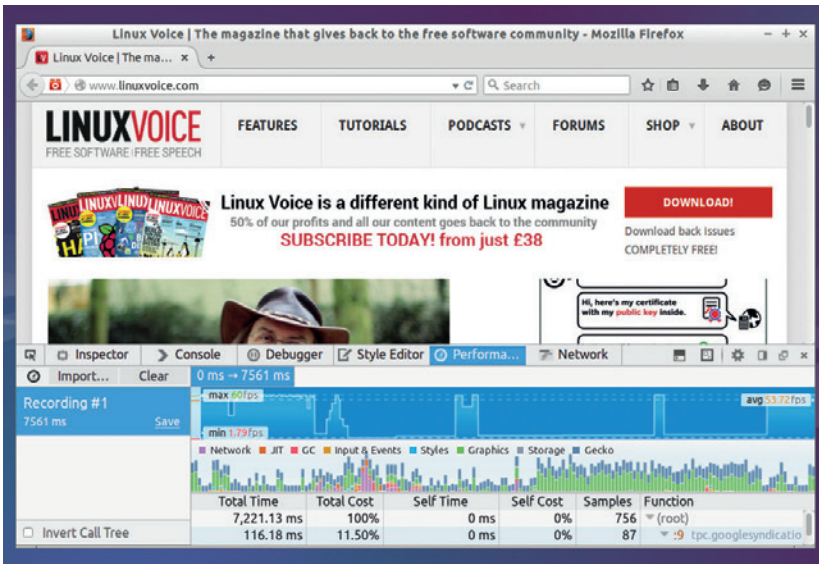 Linux Voice | The magazine that gives back to the free software community - Mozilla Firefox
Linux Voice | The ma...
www.linuxvoice.com
Search
LINUXVOICE
FREE SOFTWARE FREE SPEECH
FEATURES
TUTORIALS
PODCASTS
FORUMS
SHOP
ABOUT
Linux Voice is a different kind of Linux magazine
50% of our profits and all our content goes back to the community
SUBSCRIBE TODAY! from just £38
DOWNLOAD!
Download back Issues
COMPLETELY FREE!
LINUXVOICE
Hi, here's my certificate
with my public key inside.
Inspector
Console
Debugger
Style Editor
Performa...
Network
Import...
Clear
0 ms → 7561 ms
Recording #1
7561 ms
Save
max 60fps
avg 53.72fps
min 1.79fps
Network JIT GC Input & Events Styles Graphics Storage Gecko
Total Time Total Cost Self Time Self Cost Samples Function
7,221.13 ms 100% 0 ms 0% 756 (root)
116.18 ms 11.50% 0 ms 0% 87 :9 tpc.googlesyndicatio
Invert Call Tree